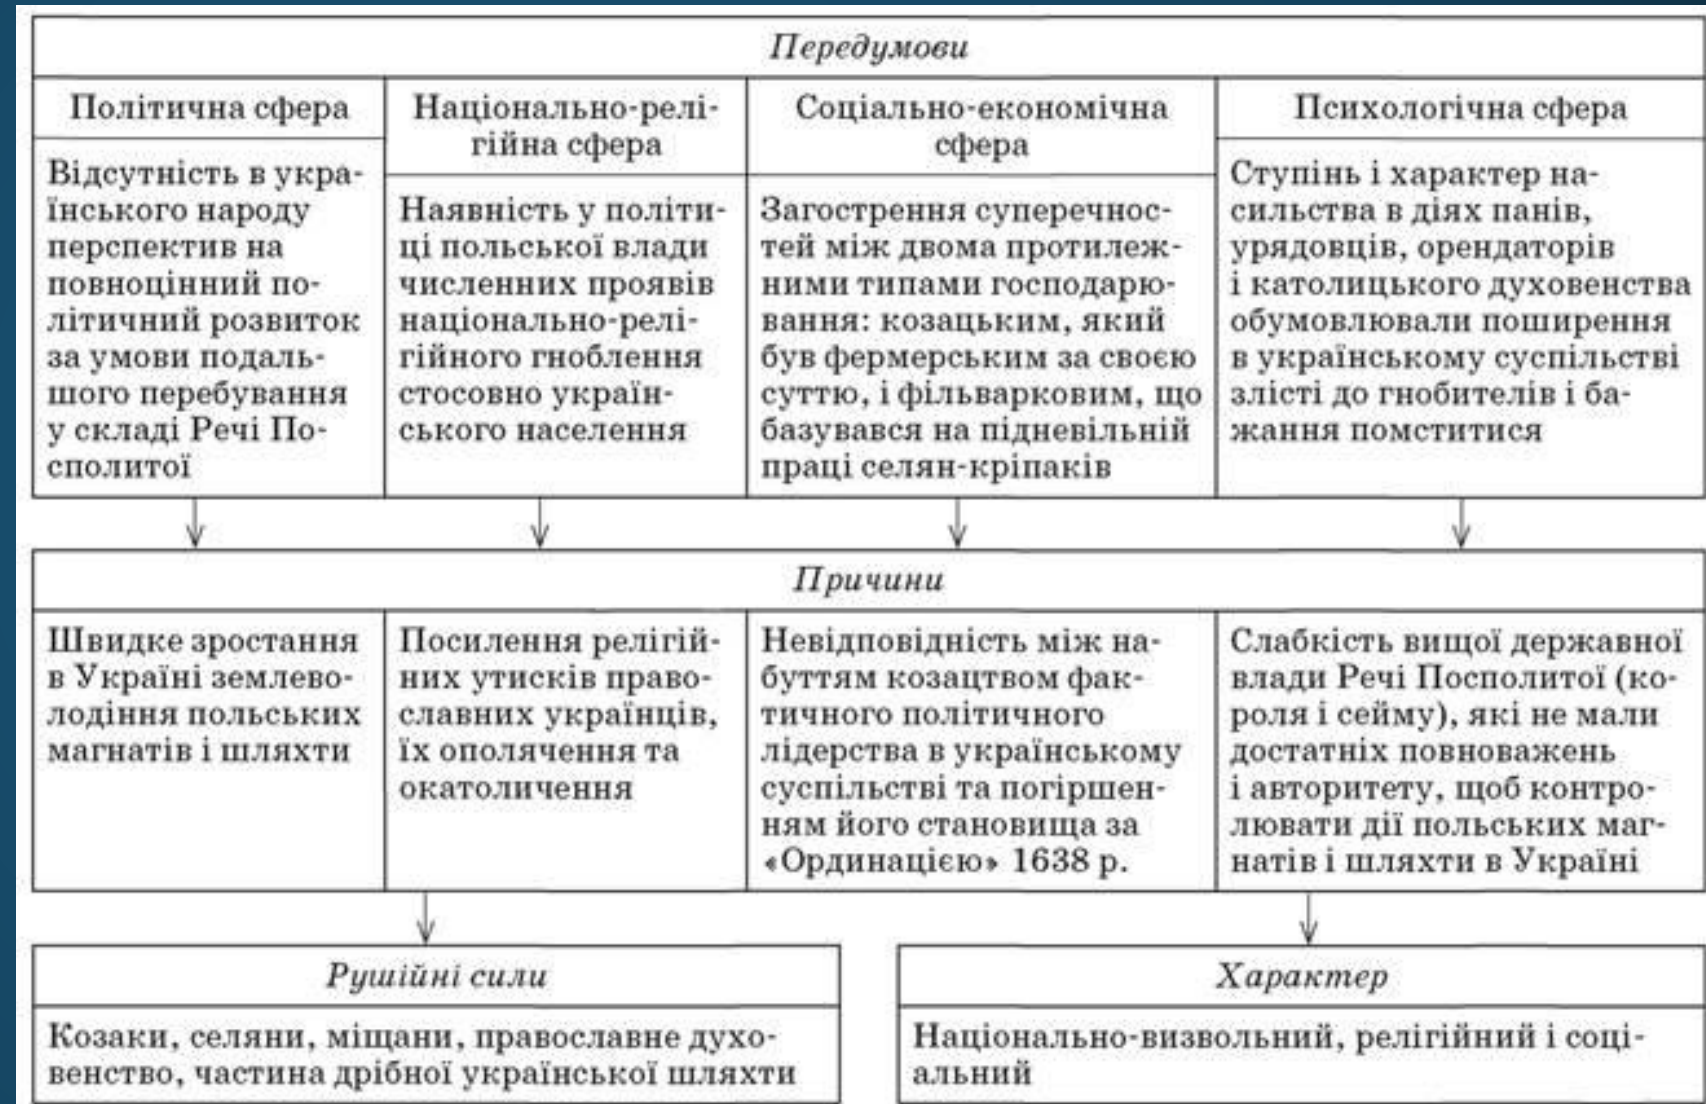 Передумови
Політична сфера
Відсутність в укра-
їнського народу
перспектив на
повноцінний по-
літичний розвиток
за умови подаль-
шого перебування
у складі Речі По-
сполитої
Національно-релі-
гійна сфера
Наявність у політи-
ці польської влади
численних проявів
національно-релі-
гійного гноблення
стосовно україн-
ського населення
Соціально-економічна
сфера
Загострення суперечнос-
тей між двома протилеж-
ними типами господарю-
вання: козацьким, який
був фермерським за своєю
суттю, і фільварковим, що
базувався на підневільній
праці селян-кріпаків
Психологічна сфера
Ступінь і характер на-
сильства в діях панів,
урядовців, орендаторів
і католицького духовенства
обумовлювали поширення
в українському суспільстві
злісті до гнобителів і ба-
жання помститися
Причини
Швидке зростання
в Україні землево-
лодіння польських
магнатів і шляхти
Посилення релігій-
них утисків право-
славних українців,
їх ополячення та
окатоличення
Невідповідність між на-
буттям козацтвом фак-
тичного політичного
лідерства в українському
суспільстві та погіршен-
ням його становища за
«Ординацією» 1638 р.
Слабкість вищої державної
влади Речі Посполитої (ко-
роля і сейму), які не мали
достатніх повноважень
і авторитету, щоб контро-
лювати дії польських маг-
натів і шляхти в Україні
Рушійні сили
Козаки, селяни, міщани, православне духо-
венство, частина дрібної української шляхти
Характер
Національно-визвольний, релігійний і соці-
альний